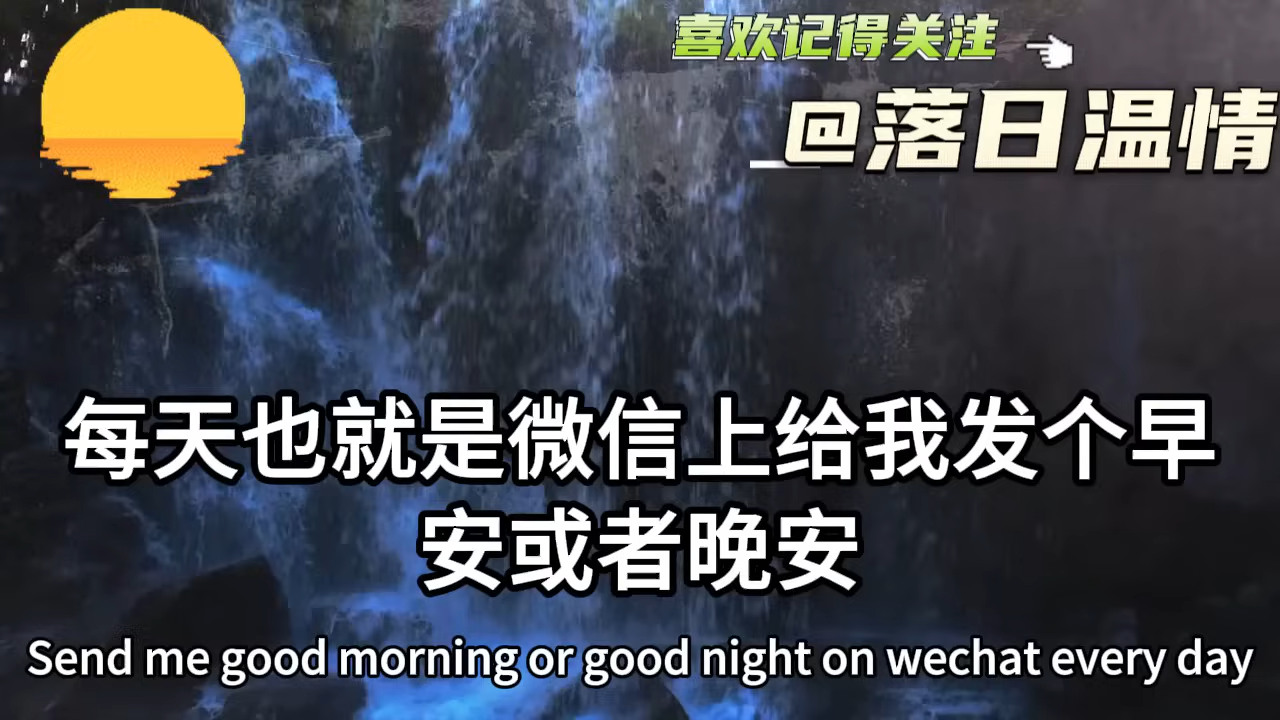 喜欢记得关注
@落日温情
每天也就是微信上给我发个早
安或者晚安
Send me good morning or good night on wechat every day